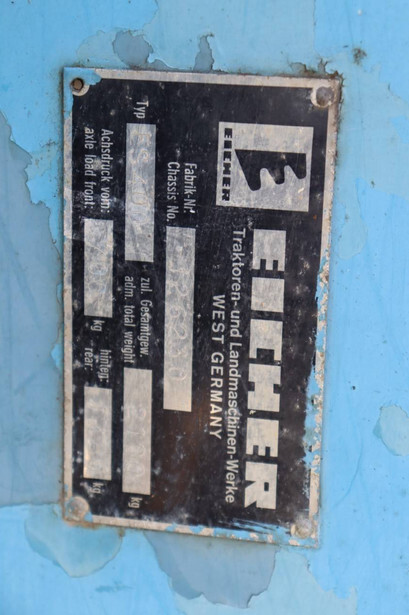 EICHER
EICHER
Traktoren- und Landmaschinen-Werke
WEST GERMANY
Fabrik-Nr.
Chassis No.
Typ
zul. Gesamtgew.
adm. total weight
kg
Achsdruck vorn:
axle load front:
kg
hinten:
rear:
kg